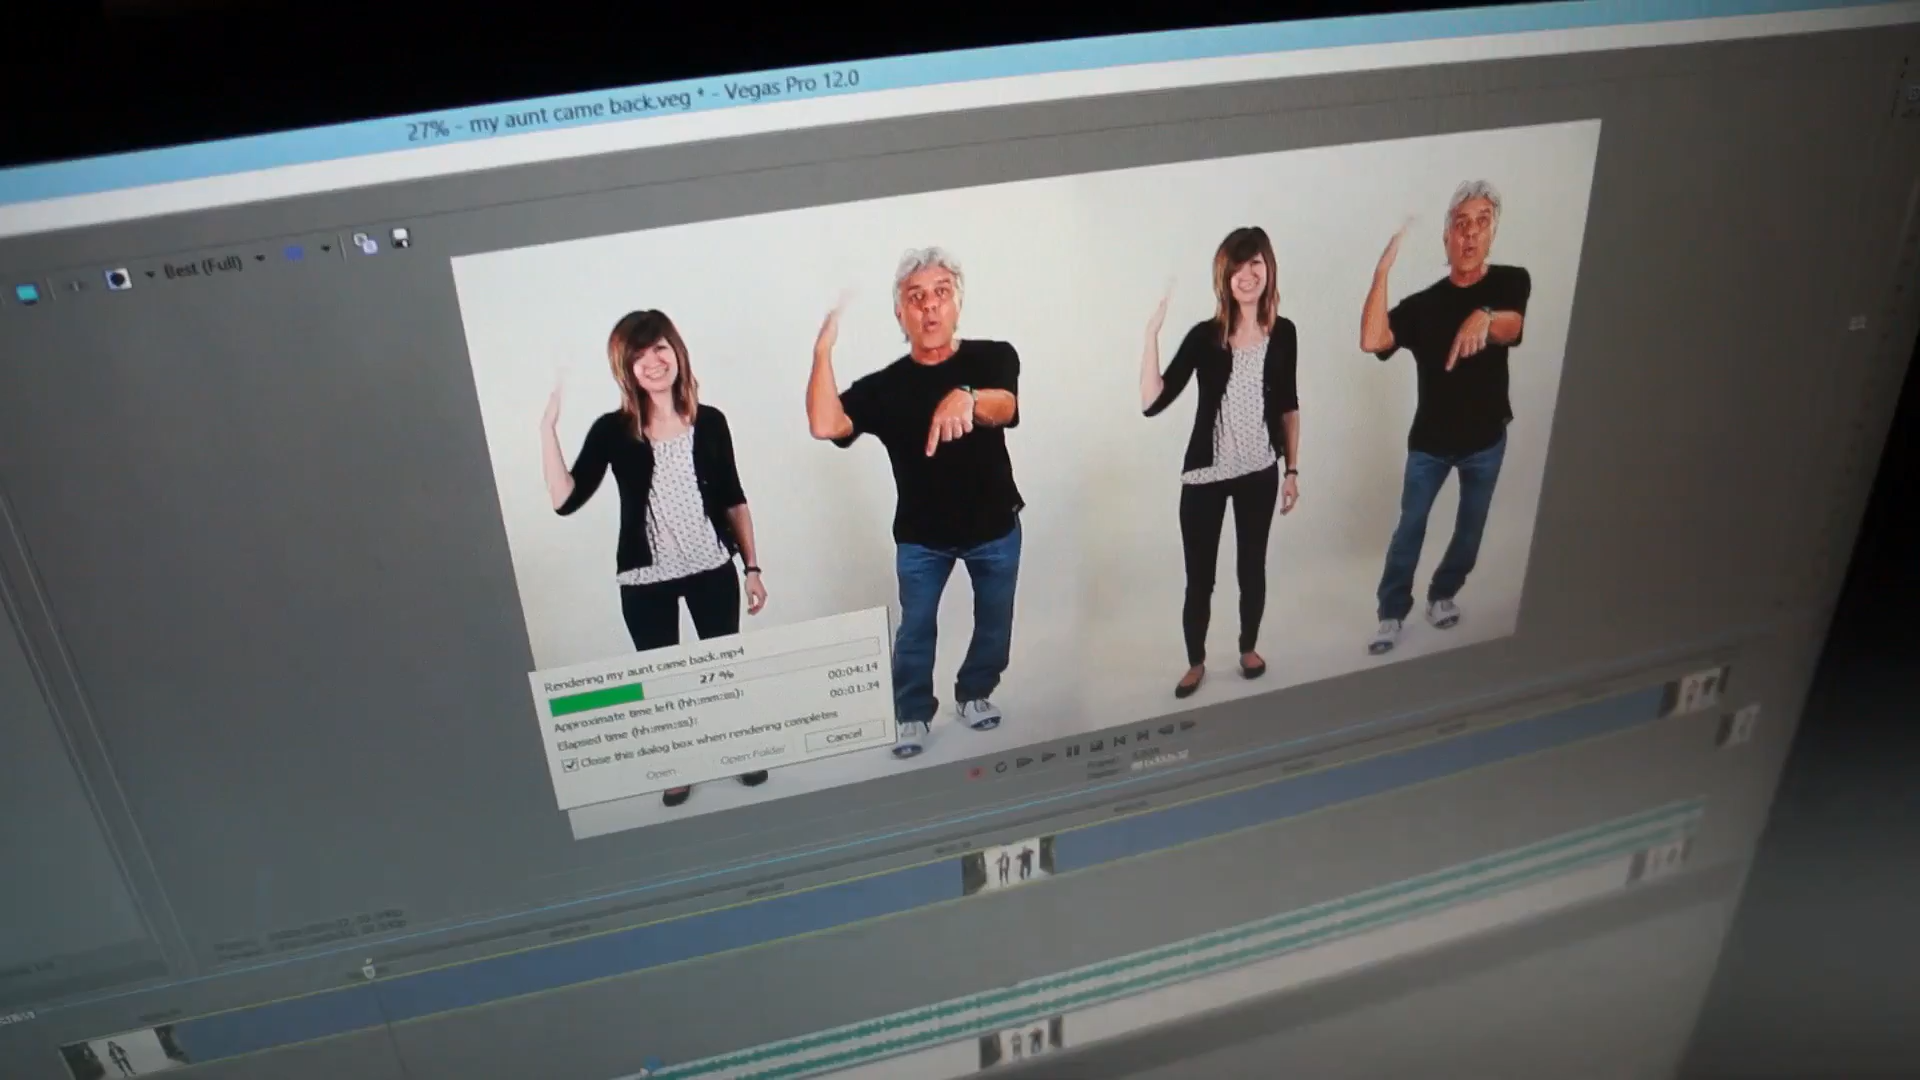 27% - my aunt came back.veg * - Vegas Pro 12.0
Best (Full)
Rendering my aunt came back.mp4
27 %
Approximate time left (hh:mm:ss): 00:04:14
Elapsed time (hh:mm:ss): 00:01:34
Close this dialog box when rendering completes
Open Open Folder Cancel